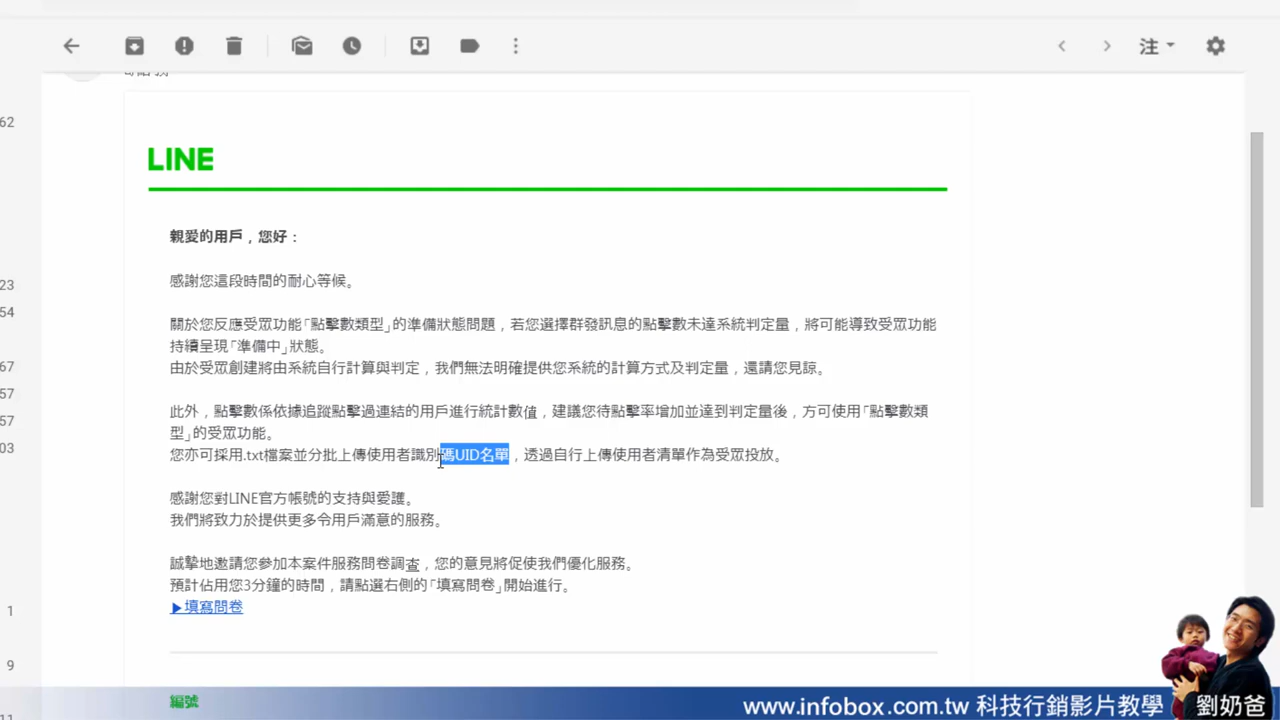 注
62
LINE
親愛的用戶，您好：
23
感謝您這段時間的耐心等候。
54
關於您反應受眾功能「點擊數類型」的準備狀態問題，若您選擇群發訊息的點擊數未達系統判定量，將可能導致受眾功能
持續呈現「準備中」狀態。
67
由於受眾創建將由系統自行計算與判定，我們無法明確提供您系統的計算方式及判定量，還請您見諒。
57
此外，點擊數係依據追蹤點擊過連結的用戶進行統計數值，建議您待點擊率增加並達到判定量後，方可使用「點擊數類
57
型」的受眾功能。
03
您亦可採用.txt檔案並分批上傳使用者識別碼UID名單，透過自行上傳使用者清單作為受眾投放。
感謝您對LINE官方帳號的支持與愛護。
我們將致力於提供更多令用戶滿意的服務。
誠摯地邀請您參加本案件服務問卷調查，您的意見將促使我們優化服務。
預計佔用您3分鐘的時間，請點選右側的「填寫問卷」開始進行。
▶填寫問卷
1
9
編號
11
www.infobox.com.tw 科技行銷影片教學
劉奶爸